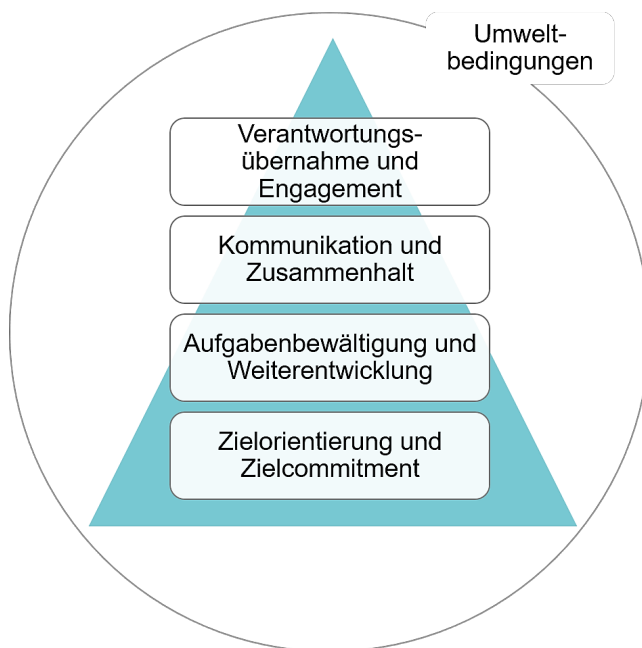 Umwelt-
bedingungen
Verantwortungs-
übernahme und
Engagement
Kommunikation und
Zusammenhalt
Aufgabenbewältigung und
Weiterentwicklung
Zielorientierung und
Zielcommitment